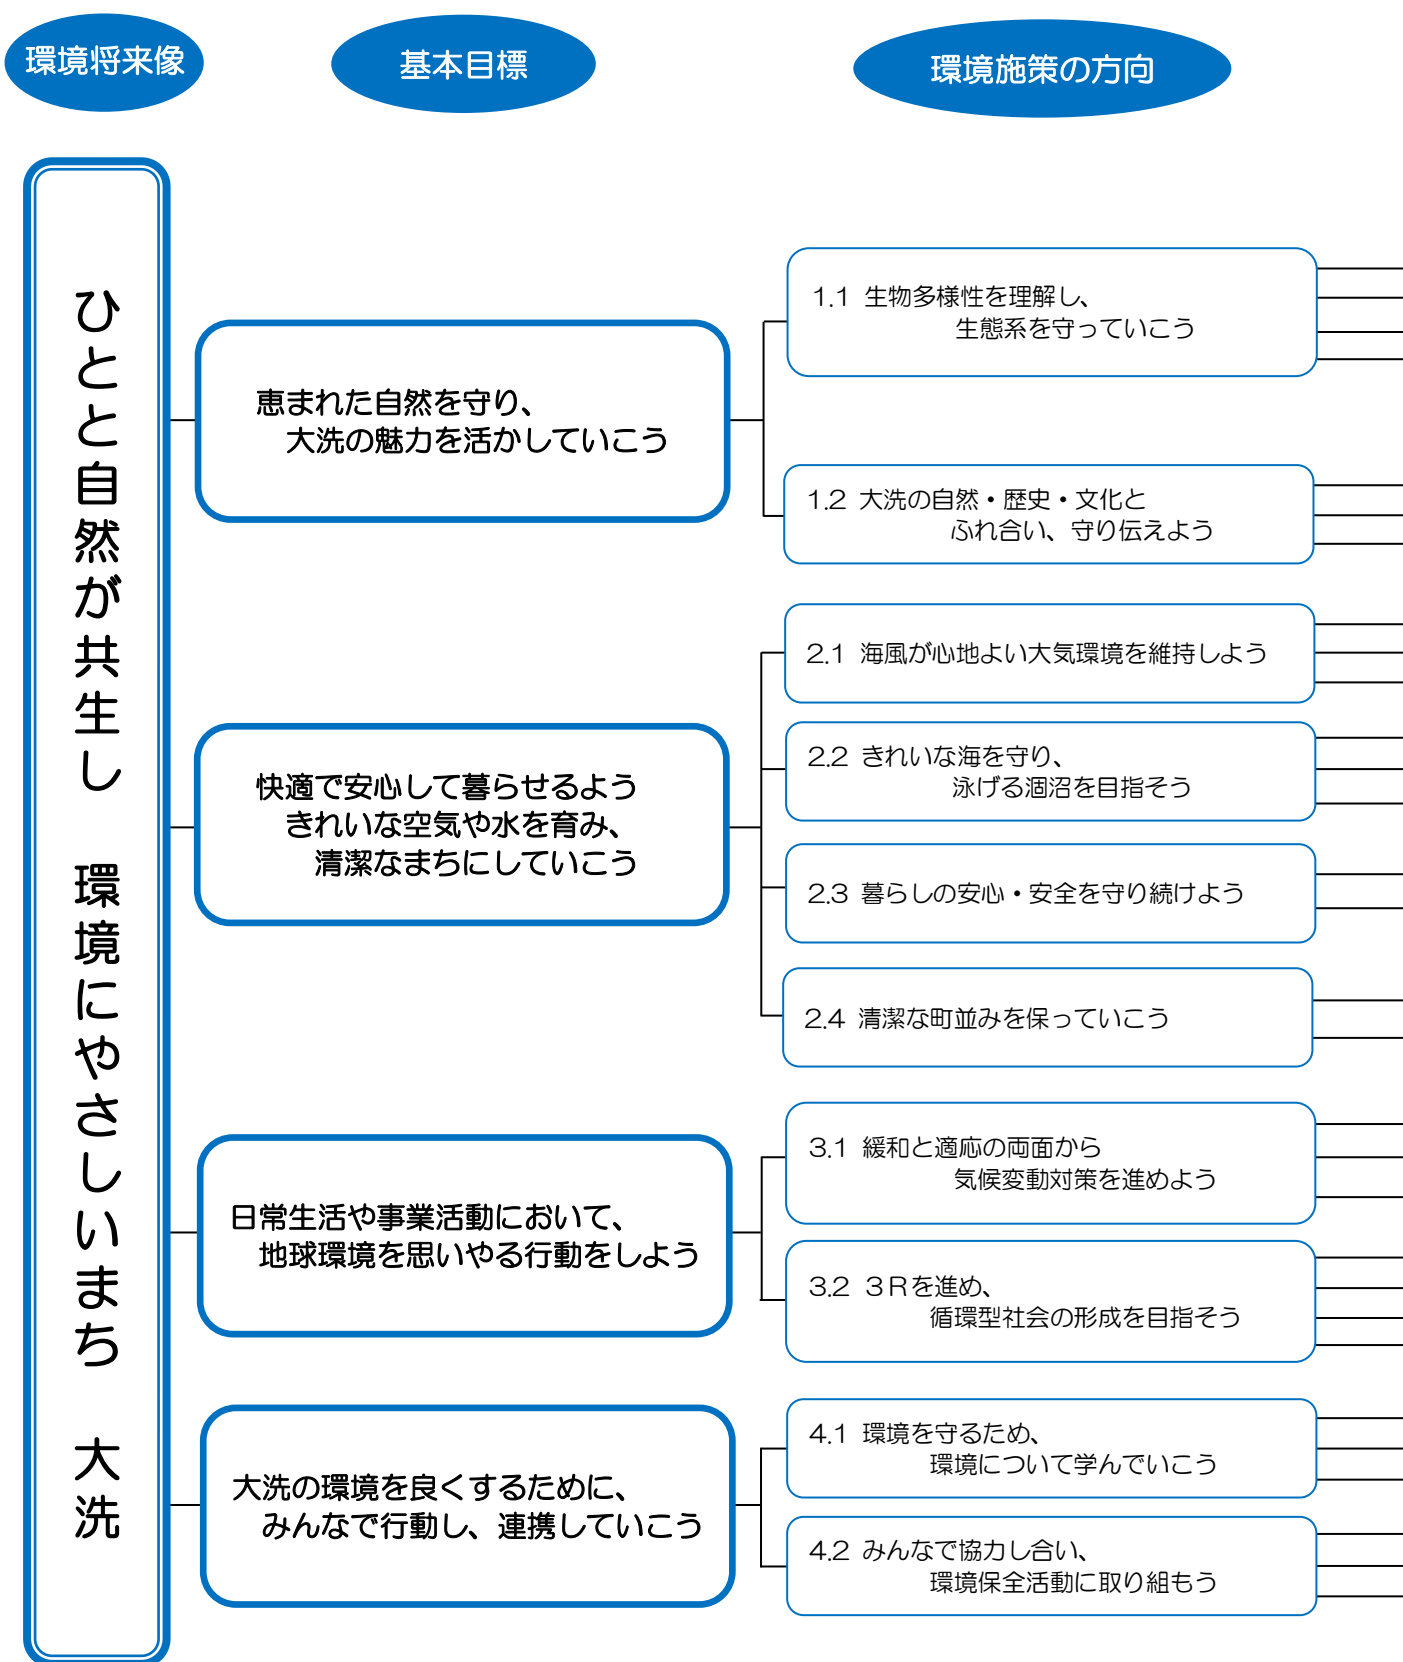 環境将来像
基本目標
環境施策の方向
ひとと自然が共生し　環境にやさしいまち　大洗
恵まれた自然を守り、
大洗の魅力を活かしていこう
1.1 生物多様性を理解し、
生態系を守っていこう
1.2 大洗の自然・歴史・文化と
ふれ合い、守り伝えよう
快適で安心して暮らせるよう
きれいな空気や水を育み、
清潔なまちにしていこう
2.1 海風が心地よい大気環境を維持しよう
2.2 きれいな海を守り、
泳げる涸沼を目指そう
2.3 暮らしの安心・安全を守り続けよう
2.4 清潔な町並みを保っていこう
日常生活や事業活動において、
地球環境を思いやる行動をしよう
3.1 緩和と適応の両面から
気候変動対策を進めよう
3.2 ３Ｒを進め、
循環型社会の形成を目指そう
大洗の環境を良くするために、
みんなで行動し、連携していこう
4.1 環境を守るため、
環境について学んでいこう
4.2 みんなで協力し合い、
環境保全活動に取り組もう